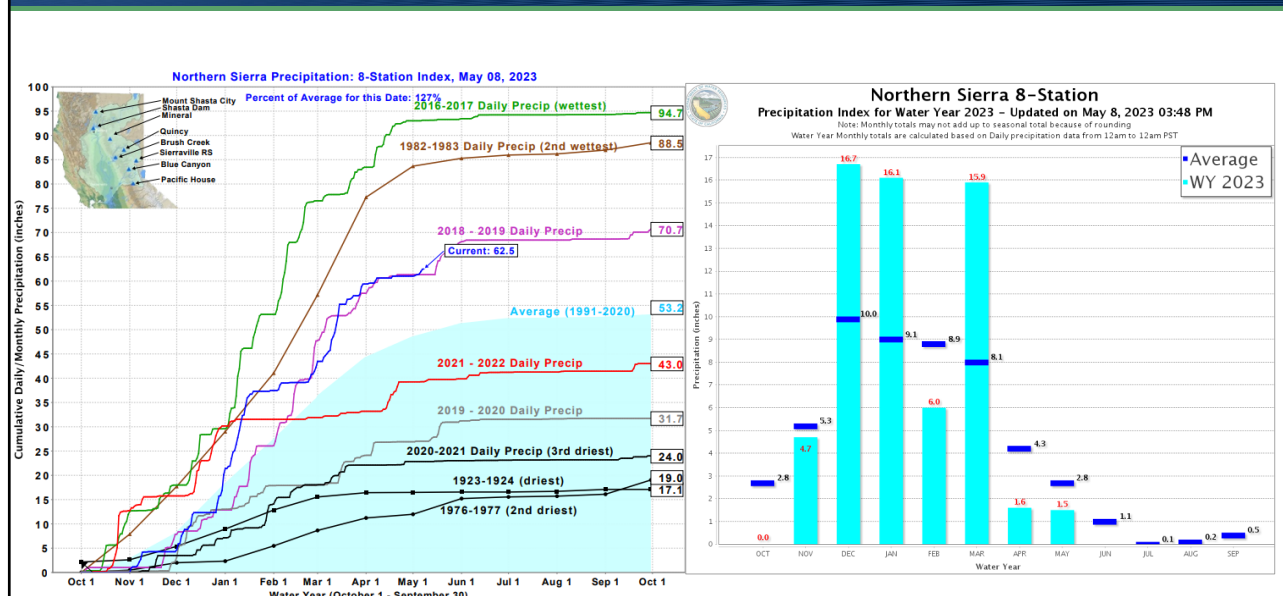 Northern Sierra Precipitation: 8-Station Index, May 08, 2023
Percent of Average for this Date: 127%
100
95
90
85
80
75
70
65
60
55
50
45
40
35
30
25
20
15
10
5
0
Cumulative Daily/Monthly Precipitation (inches)
Mount Shasta City
Shasta Dam
Mineral
Quincy
Brush Creek
Sierraville RS
Blue Canyon
Pacific House
2016-2017 Daily Precip (wettest)
94.7
1982-1983 Daily Precip (2nd wettest)
88.5
2018 - 2019 Daily Precip
70.7
Current: 62.5
Average (1991-2020)
53.2
2021 - 2022 Daily Precip
43.0
2019 - 2020 Daily Precip
31.7
2020-2021 Daily Precip (3rd driest)
24.0
1923-1924 (driest)
19.0
17.1
1976-1977 (2nd driest)
Oct 1 Nov 1 Dec 1 Jan 1 Feb 1 Mar 1 Apr 1 May 1 Jun 1 Jul 1 Aug 1 Sep 1 Oct 1
Water Year (October 1 - September 30)
Northern Sierra 8-Station
Precipitation Index for Water Year 2023 - Updated on May 8, 2023 03:48 PM
Note: Monthly totals may not add up to seasonal total because of rounding
Water Year Monthly totals are calculated based on Daily precipitation data from 12am to 12am PST
Average
WY 2023
17
16
15
14
13
12
11
10
9
8
7
6
5
4
3
2
1
0
Precipitation (inches)
2.8
0.0
5.3
4.7
16.7
10.0
16.1
9.1
8.9
6.0
15.9
8.1
4.3
1.6
2.8
1.5
1.1
0.1
0.2
0.5
OCT NOV DEC JAN FEB MAR APR MAY JUN JUL AUG SEP
Water Year